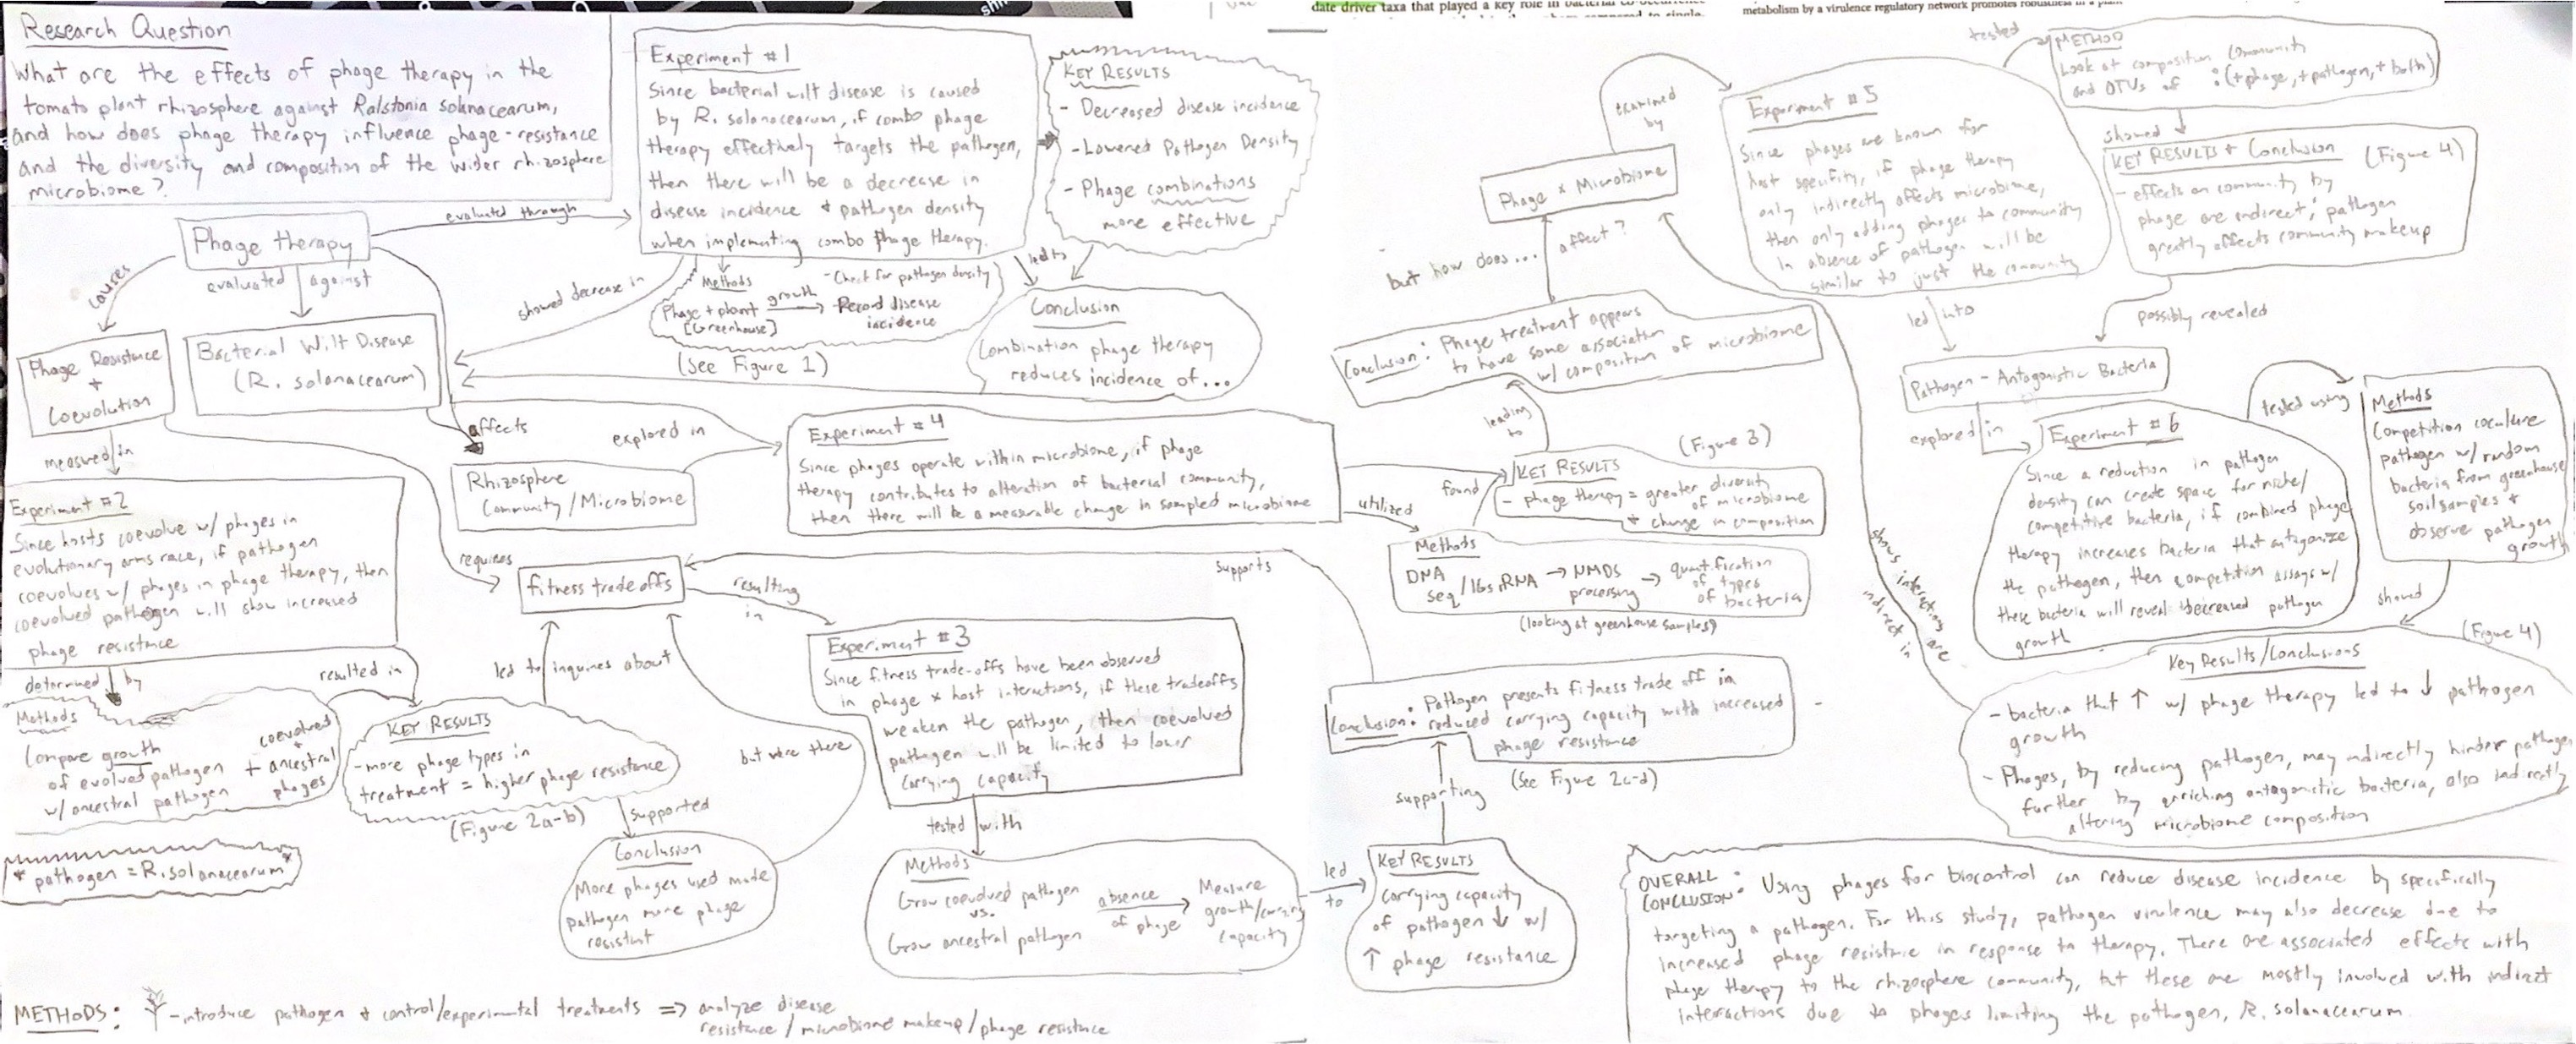 Research Question
What are the effects of phage therapy in the
tomato plant rhizosphere against Ralstonia solanacearum,
and how does phage therapy influence phage-resistance
and the diversity and composition of the wider rhizosphere
microbiome?
Phage therapy
evaluated through
causes
evaluated against
Phage Resistance
+
Coevolution
Bacterial Wilt Disease
(R. solanacearum)
Experiment #1
Since bacterial wilt disease is caused
by R. solanacearum, if combo phage
therapy effectively targets the pathogen,
then there will be a decrease in
disease incidence & pathogen density
when implementing combo phage therapy.
KEY RESULTS
- Decreased disease incidence
- Lowered Pathogen Density
- Phage combinations
more effective
showed decrease in
Methods
Phage + plant growth → Record disease
[Greenhouse] incidence
- Check for pathogen density
(See Figure 1)
led to
Conclusion
Combination phage therapy
reduces incidence of...
affects
Rhizosphere
Community/Microbiome
explored in
Experiment #4
Since phages operate within microbiome, if phage
therapy contributes to alteration of bacterial community,
then there will be a measurable change in sampled microbiome
measured in
Experiment #2
Since hosts coevolve w/ phages in
evolutionary arms race, if pathogen
coevolves w/ phages in phage therapy, then
coevolved pathogen will show increased
phage resistance
determined by
Methods
Compare growth
of evolved pathogen
w/ ancestral pathogen
+
coevolved
+
ancestral
phages
resulted in
KEY RESULTS
- more phage types in
treatment = higher phage resistance
(Figure 2a-b)
supported
Conclusion
More phages used made
pathogen more phage
resistant
* pathogen = R. solanacearum*
requires
fitness trade offs
led to inquiries about
but were there
resulting
in
supports
Experiment #3
Since fitness trade-offs have been observed
in phage x host interactions, if these tradeoffs
weaken the pathogen, then coevolved
pathogen will be limited to lower
carrying capacity
tested with
Methods
Grow coevolved pathogen
vs.
Grow ancestral pathogen
absence
of phage
Measure
growth/carrying
capacity
led
to
KEY RESULTS
Carrying capacity
of pathogen ↓ w/
↑ phage resistance
supporting
Conclusion: Pathogen presents fitness trade off in
reduced carrying capacity with increased
phage resistance
(See Figure 2c-d)
METHODS: - introduce pathogen & control/experimental treatments => analyze disease
resistance/microbiome makeup/phage resistance
date driver taxa that played a key role in bacterial
metabolism by a virulence regulatory network promotes robustness in a
utilized
found
Methods
DNA
seq/16s rRNA → NMDS
processing → quantification
of types
of bacteria
(looking at greenhouse samples)
(Figure 3)
KEY RESULTS
- phage therapy = greater diversity
of microbiome
+ change in composition
leading
to
Conclusion: Phage treatment appears
to have some association
w/ composition of microbiome
but how does... affect?
Phage x Microbiome
examined
by
Experiment #5
Since phages are known for
host specifity, if phage therapy
only indirectly affects microbiome,
then only adding phages to community
in absence of pathogen will be
similar to just the community
tested
METHOD
Look at composition community
and OTUs of : (+phage, +pathogen, + both)
showed
KEY RESULTS + Conclusion (Figure 4)
- effects on community by
phage are indirect; pathogen
greatly affects community makeup
led into
possibly revealed
Pathogen-Antagonistic Bacteria
explored in
Experiment #6
Since a reduction in pathogen
density can create space for niche/
competitive bacteria, if combined phage
therapy increases bacteria that antagonize
the pathogen, then competition assays w/
these bacteria will reveal decreased pathogen
growth
tested using
Methods
Competition coculture
pathogen w/ random
bacteria from greenhouse
soil samples +
observe pathogen
growth
showed
(Figure 4)
Key Results/Conclusions
- bacteria that ↑ w/ phage therapy led to ↓ pathogen
growth
- Phages, by reducing pathogen, may indirectly hinder pathogen
further by enriching antagonistic bacteria, also indirectly
altering microbiome composition
shows interactions are
indirect in
OVERALL
CONCLUSION: Using phages for biocontrol can reduce disease incidence by specifically
targeting a pathogen. For this study, pathogen virulence may also decrease due to
increased phage resistance in response to therapy. There are associated effects with
phage therapy to the rhizosphere community, but these are mostly involved with indirect
interactions due to phages limiting the pathogen, R. solanacearum.